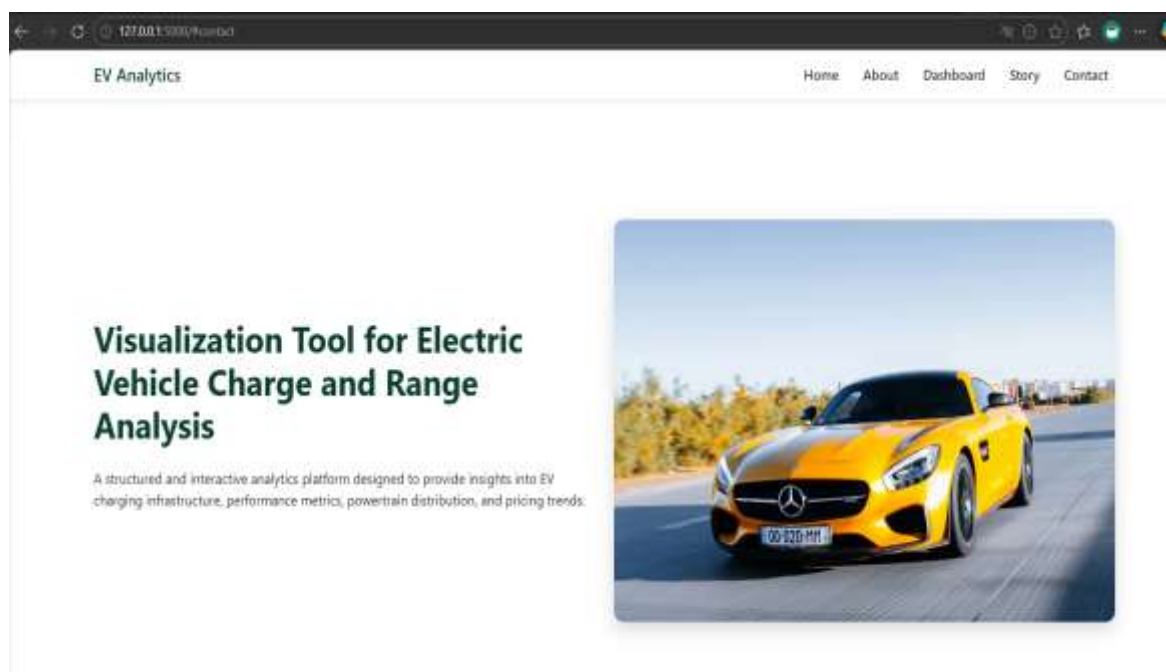 127.0.0.1:5000/#contact
EV Analytics
Home About Dashboard Story Contact
Visualization Tool for Electric
Vehicle Charge and Range
Analysis
A structured and interactive analytics platform designed to provide insights into EV
charging infrastructure, performance metrics, powertrain distribution, and pricing trends.